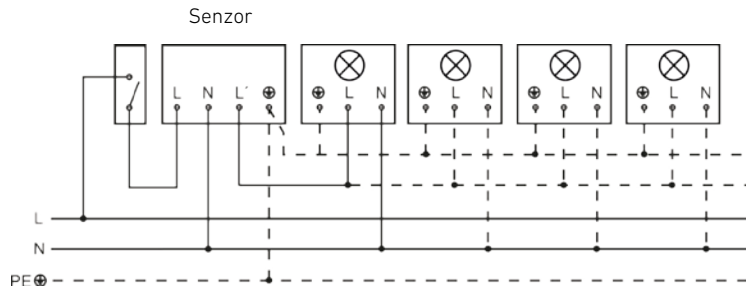 Senzor
L N L´ ⏚ ⏚ L N ⏚ L N ⏚ L N ⏚ L N
L
N
PE⏚